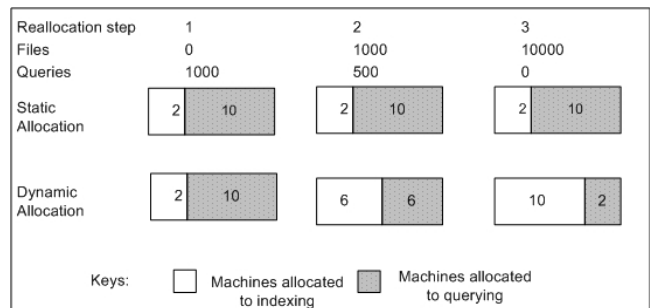 Reallocation step 1 2 3
Files 0 1000 10000
Queries 1000 500 0
Static Allocation 2 10 2 10 2 10
Dynamic Allocation 2 10 6 6 10 2
Keys: Machines allocated to indexing Machines allocated to querying